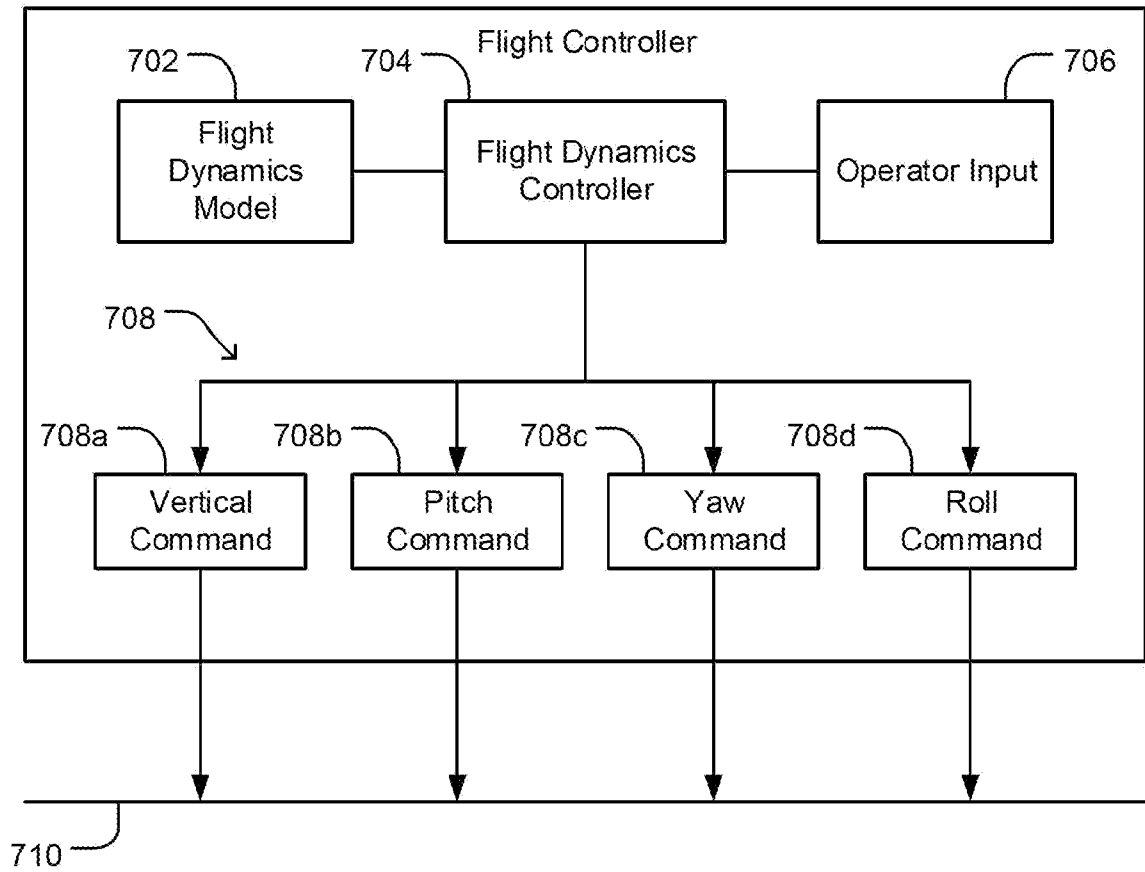 Flight Controller
702
704
706
Flight
Dynamics
Model
Flight Dynamics
Controller
Operator Input
708
708a
708b
708c
708d
Vertical
Command
Pitch
Command
Yaw
Command
Roll
Command
710